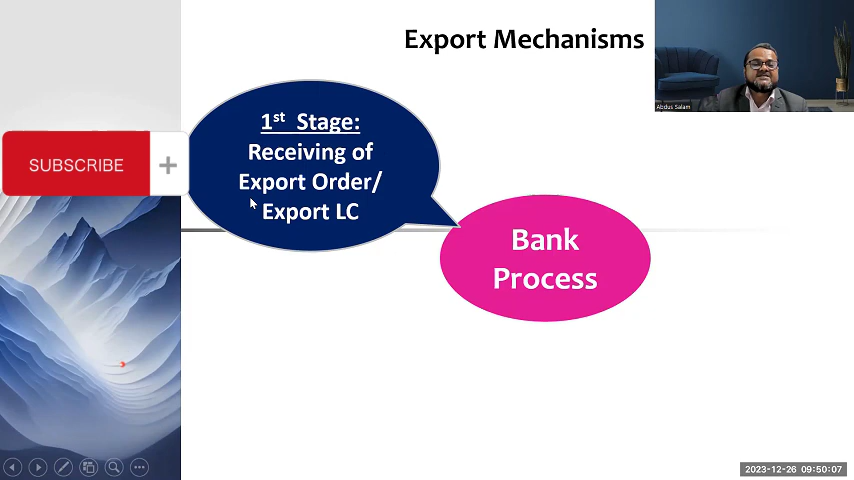 Export Mechanisms
Abdus Salam
1st Stage:
Receiving of
Export Order/
Export LC
SUBSCRIBE
Bank
Process
2023-12-26 09:50:07